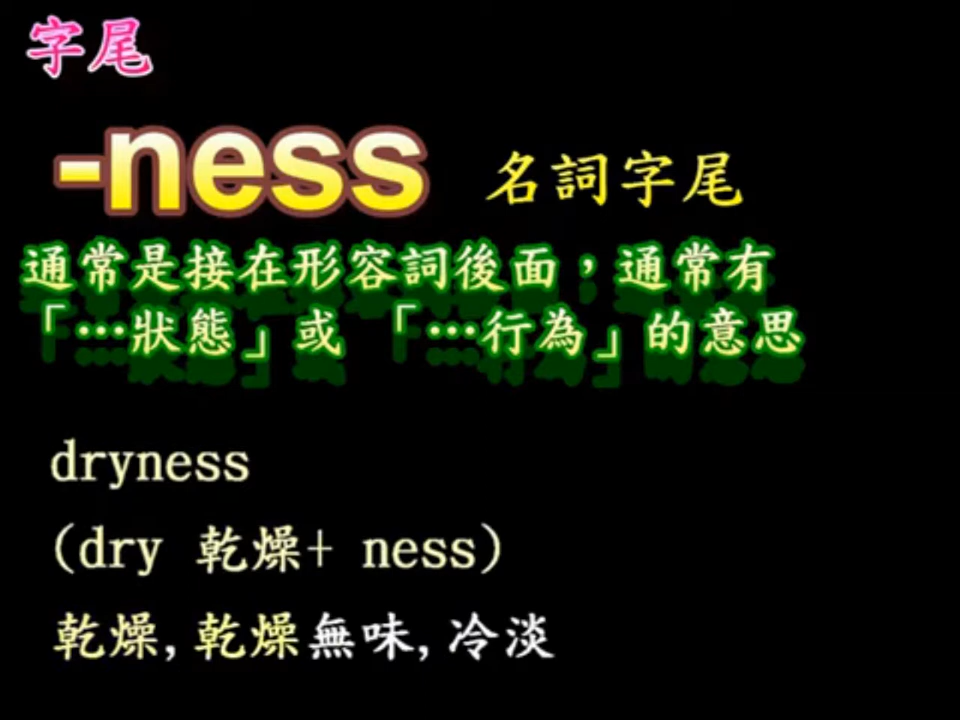 字尾
-ness 名詞字尾
通常是接在形容詞後面，通常有
「…狀態」或 「…行為」的意思
dryness
(dry 乾燥+ ness)
乾燥,乾燥無味,冷淡